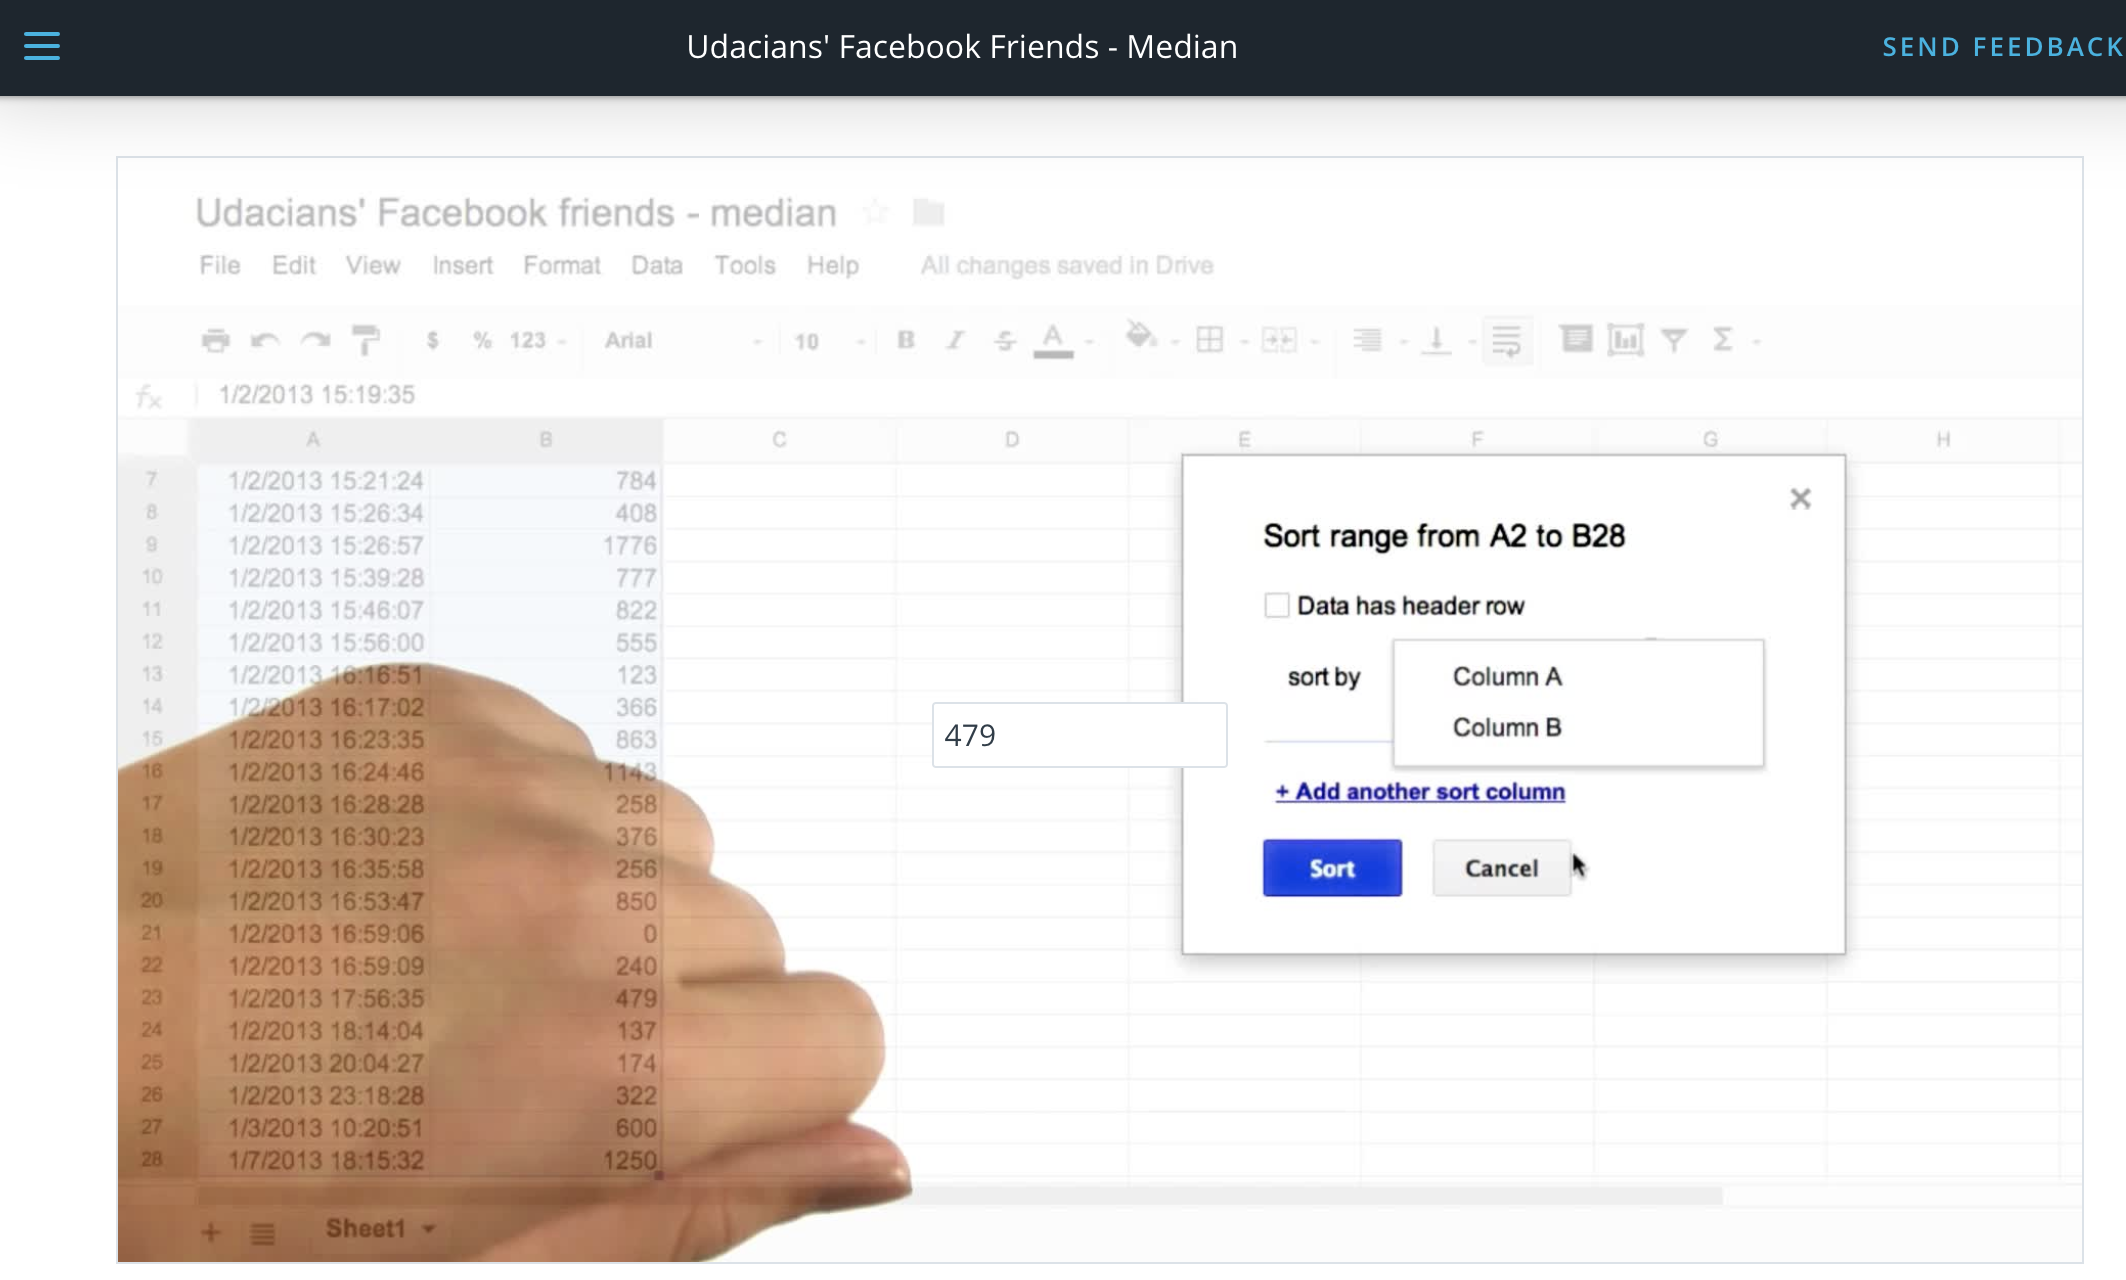 Udacians' Facebook Friends - Median
SEND FEEDBACK
Udacians' Facebook friends - median
File Edit View Insert Format Data Tools Help All changes saved in Drive
$ % 123 Arial 10 B I S A Σ
fx 1/2/2013 15:19:35
A B C D E F G H
7 1/2/2013 15:21:24 784
8 1/2/2013 15:26:34 408
9 1/2/2013 15:26:57 1776
10 1/2/2013 15:39:28 777
11 1/2/2013 15:46:07 822
12 1/2/2013 15:56:00 555
13 1/2/2013 16:16:51 123
14 1/2/2013 16:17:02 366
15 1/2/2013 16:23:35 863
16 1/2/2013 16:24:46 1143
17 1/2/2013 16:28:28 258
18 1/2/2013 16:30:23 376
19 1/2/2013 16:35:58 256
20 1/2/2013 16:53:47 850
21 1/2/2013 16:59:06 0
22 1/2/2013 16:59:09 240
23 1/2/2013 17:56:35 479
24 1/2/2013 18:14:04 137
25 1/2/2013 20:04:27 174
26 1/2/2013 23:18:28 322
27 1/3/2013 10:20:51 600
28 1/7/2013 18:15:32 1250
Sheet1
479
Sort range from A2 to B28
Data has header row
sort by
Column A
Column B
+ Add another sort column
Sort Cancel